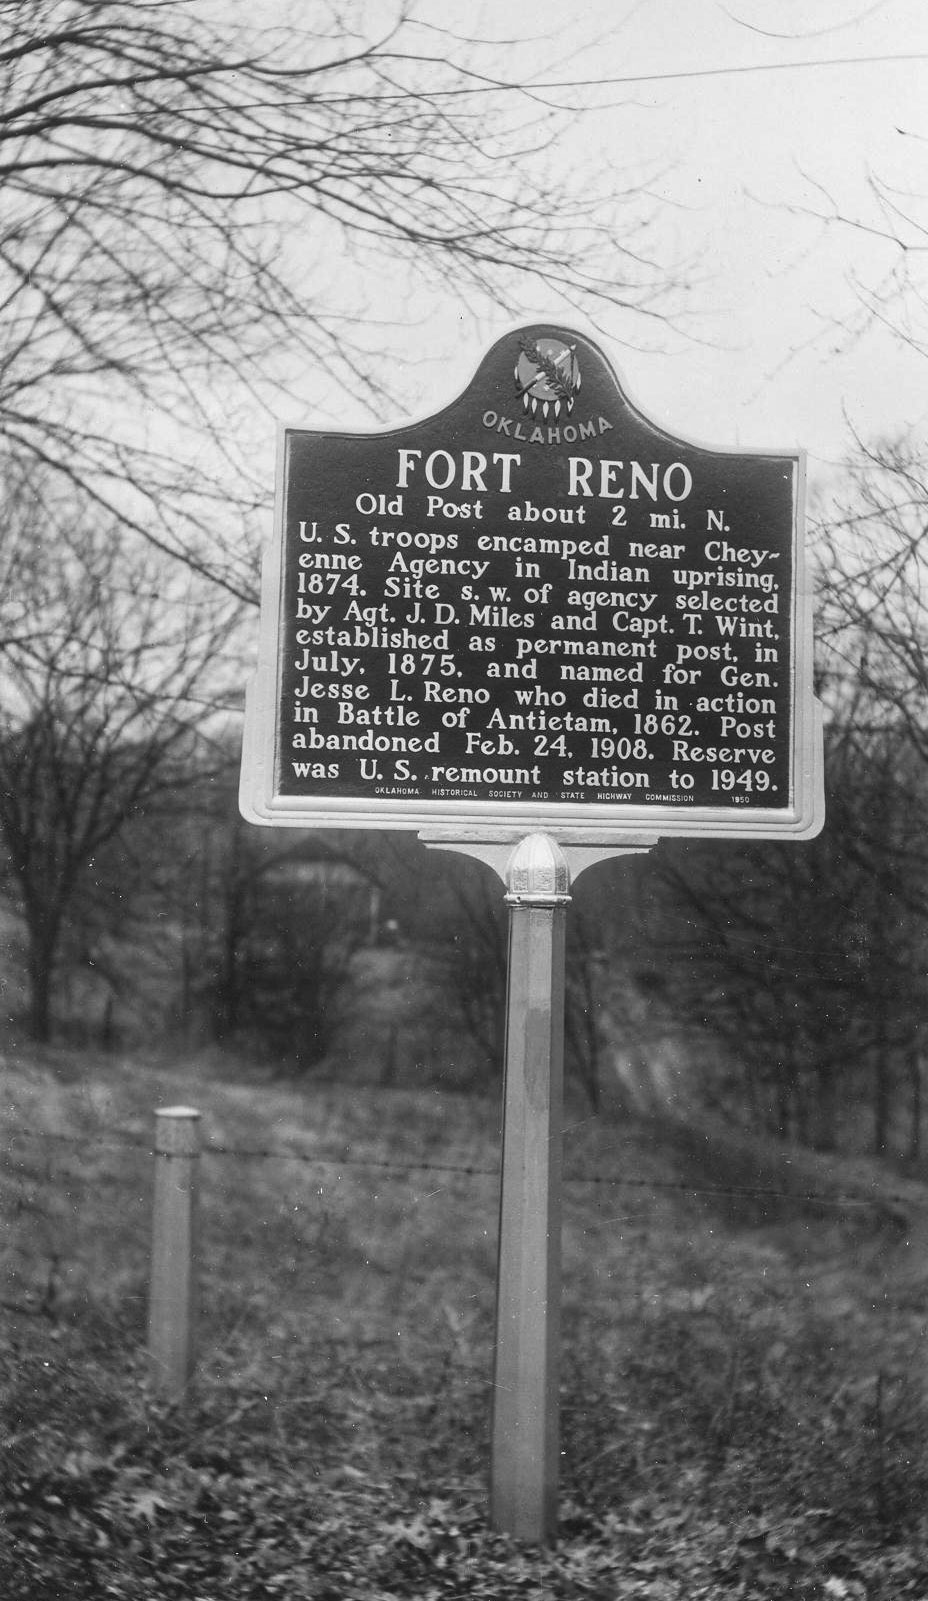 OKLAHOMA
FORT RENO
Old Post about 2 mi. N.
U. S. troops encamped near Chey-
enne Agency in Indian uprising,
1874. Site s. w. of agency selected
by Agt. J. D. Miles and Capt. T. Wint,
established as permanent post, in
July, 1875, and named for Gen.
Jesse L. Reno who died in action
in Battle of Antietam, 1862. Post
abandoned Feb. 24, 1908. Reserve
was U. S. remount station to 1949.
OKLAHOMA HISTORICAL SOCIETY AND STATE HIGHWAY COMMISSION 1950